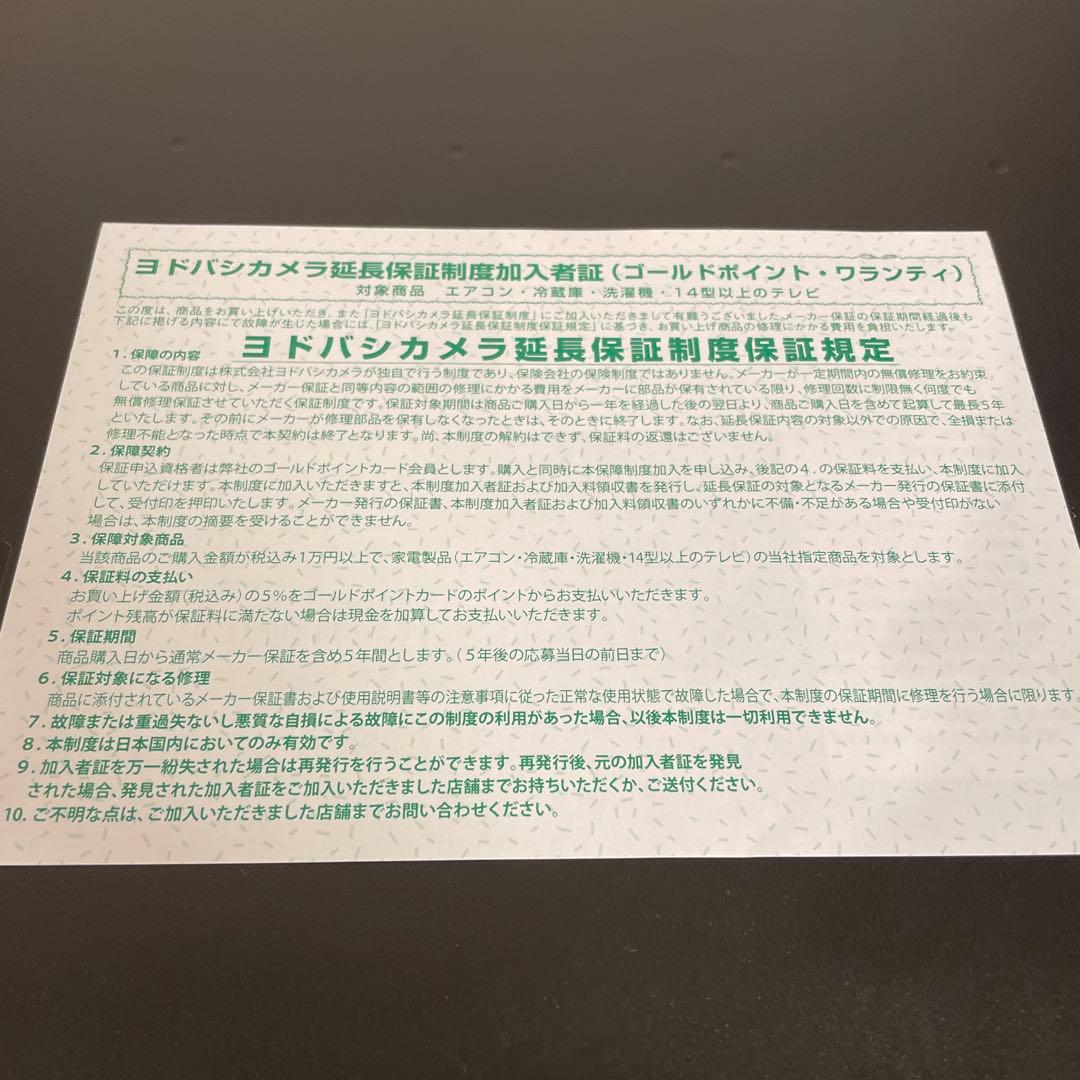 ヨドバシカメラ延長保証制度加入者証（ゴールドポイント・ワランティ）
対象商品　エアコン・冷蔵庫・洗濯機・14型以上のテレビ
この度は、商品をお買い上げいただき、また「ヨドバシカメラ延長保証制度」にご加入いただきまして有難うございました。メーカー保証の保証期間経過後も
下記に掲げる内容にて故障が生じた場合には、「ヨドバシカメラ延長保証制度保証規定」に基づき、お買い上げ商品の修理にかかる費用を負担いたします。
ヨドバシカメラ延長保証制度保証規定
1．保障の内容
この保証制度は株式会社ヨドバシカメラが独自で行う制度であり、保険会社の保険制度ではありません。メーカーが一定期間内の無償修理をお約束
している商品に対し、メーカー保証と同等内容の範囲の修理にかかる費用をメーカーに部品が保有されている限り、修理回数に制限無く何度でも
無償修理保証させていただく保証制度です。保証対象期間は商品ご購入日から一年を経過した後の翌日より、商品ご購入日を含めて起算して最長5年
といたします。その前にメーカーが修理部品を保有しなくなったときは、そのときに終了します。なお、延長保証内容の対象以外での原因で、全損または
修理不能となった時点で本契約は終了となります。尚、本制度の解約はできず、保証料の返還はございません。
2．保障契約
保証申込資格者は弊社のゴールドポイントカード会員とします。購入と同時に本保障制度加入を申し込み、後記の4．の保証料を支払い、本制度に加入
していただけます。本制度に加入いただきますと、本制度加入者証および加入料領収書を発行し、延長保証の対象となるメーカー発行の保証書に添付
して、受付印を押印いたします。メーカー発行の保証書、本制度加入者証および加入料領収書のいずれかに不備・不足がある場合や受付印がない
場合は、本制度の摘要を受けることができません。
3．保障対象商品
当該商品のご購入金額が税込み1万円以上で、家電製品（エアコン・冷蔵庫・洗濯機・14型以上のテレビ）の当社指定商品を対象とします。
4．保証料の支払い
お買い上げ金額（税込み）の5%をゴールドポイントカードのポイントからお支払いいただきます。
ポイント残高が保証料に満たない場合は現金を加算してお支払いいただきます。
5．保証期間
商品購入日から通常メーカー保証を含め5年間とします。（5年後の応募当日の前日まで）
6．保証対象になる修理
商品に添付されているメーカー保証書および使用説明書等の注意事項に従った正常な使用状態で故障した場合で、本制度の保証期間に修理を行う場合に限ります。
7．故障または重過失ないし悪質な自損による故障にこの制度の利用があった場合、以後本制度は一切利用できません。
8．本制度は日本国内においてのみ有効です。
9．加入者証を万一紛失された場合は再発行を行うことができます。再発行後、元の加入者証を発見
された場合、発見された加入者証をご加入いただきました店舗までお持ちいただくか、ご送付ください。
10．ご不明な点は、ご加入いただきました店舗までお問い合わせください。